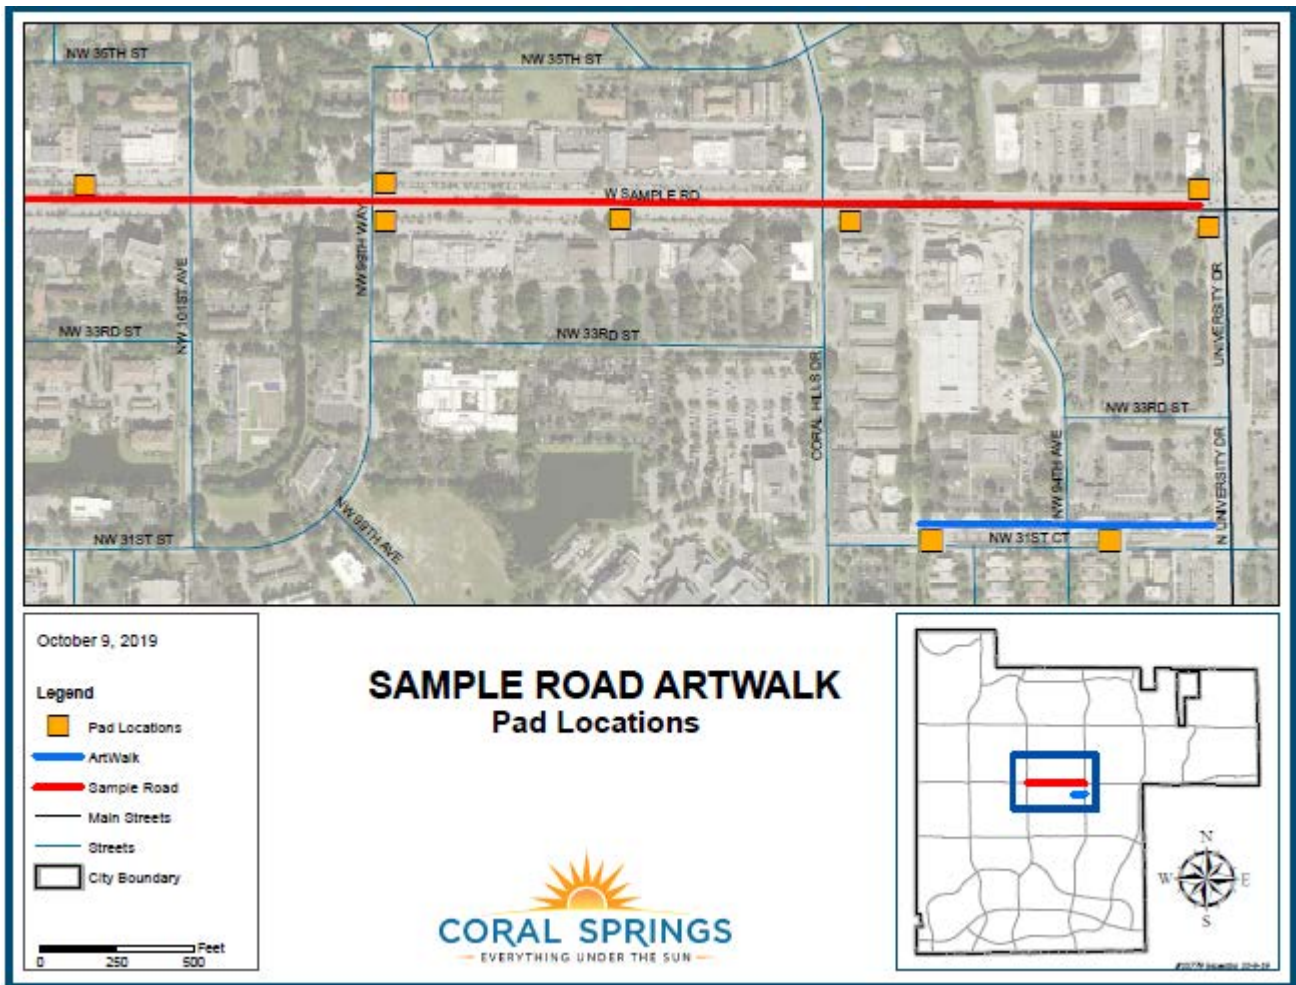 NW 35TH ST
NW 35TH ST
W SAMPLE RD
NW 99TH WAY
NW 101ST AVE
NW 33RD ST
NW 33RD ST
CORAL HILLS DR
UNIVERSITY DR
NW 33RD ST
NW 94TH AVE
N UNIVERSITY DR
NW 31ST ST
NW 99TH AVE
NW 31ST CT
October 9, 2019
Legend
Pad Locations
ArtWalk
Sample Road
Main Streets
Streets
City Boundary
Feet
0 250 500
SAMPLE ROAD ARTWALK
Pad Locations
CORAL SPRINGS
EVERYTHING UNDER THE SUN
N
W E
S